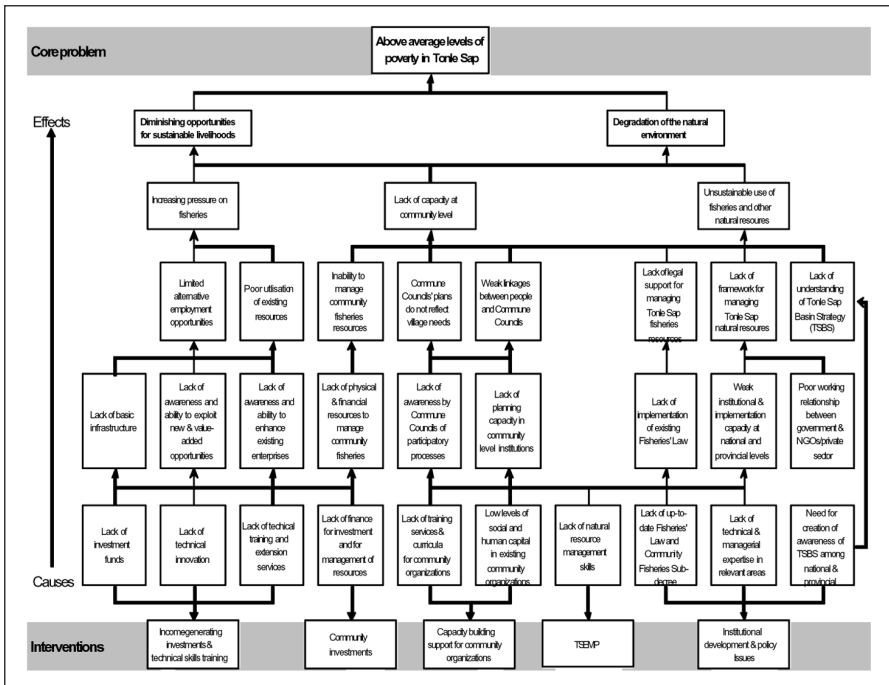 Core problem
Above average levels of
poverty in Tonle Sap
Effects
Diminishing opportunities
for sustainable livelihoods
Degradation of the natural
environment
Increasing pressure on
fisheries
Lack of capacity at
community level
Unsustainable use of
fisheries and other
natural resoures
Limited
alternative
employment
opportunities
Poor utlisation
of existing
resources
Inability to
manage
community
fisheries
resources
Commune
Councils' plans
do not reflect
village needs
Weak linkages
between people
and Commune
Councils
Lack of legal
support for
managing
Tonle Sap
fisheries
resources
Lack of
framework for
managing
Tonle Sap
natural resoures
Lack of
understanding
of Tonle Sap
Basin Strategy
(TSBS)
Lack of basic
infrastructure
Lack of
awareness and
ability to exploit
new & value-
added
opportunities
Lack of
awareness and
ability to
enhance
existing
enterprises
Lack of physical
& financial
resources to
manage
community
fisheries
Lack of
awareness by
Commune
Councils of
participatory
processes
Lack of
planning
capacity in
community
level institutions
Lack of
implementation
of existing
Fisheries' Law
Weak
institutional &
implementation
capacity at
national and
provincial levels
Poor working
relationship
between
government &
NGOs/private
sector
Lack of
investment
funds
Lack of
technical
innovation
Lack of techical
training and
extension
services
Lack of finance
for investment
and for
management of
resources
Lack of training
services &
curricula
for community
organizations
Low levels of
social and
human capital
in existing
community
organizations
Lack of natural
resource
management
skills
Lack of up-to-
date Fisheries'
Law and
Community
Fisheries Sub-
degree
Lack of
technical &
managerial
expertise in
relevant areas
Need for
creation of
awareness of
TSBS among
national &
provincial
Causes
Interventions
Income generating
investments &
technical skills training
Community
investments
Capacity building
support for community
organizations
TSEMP
Institutional
development & policy
Issues